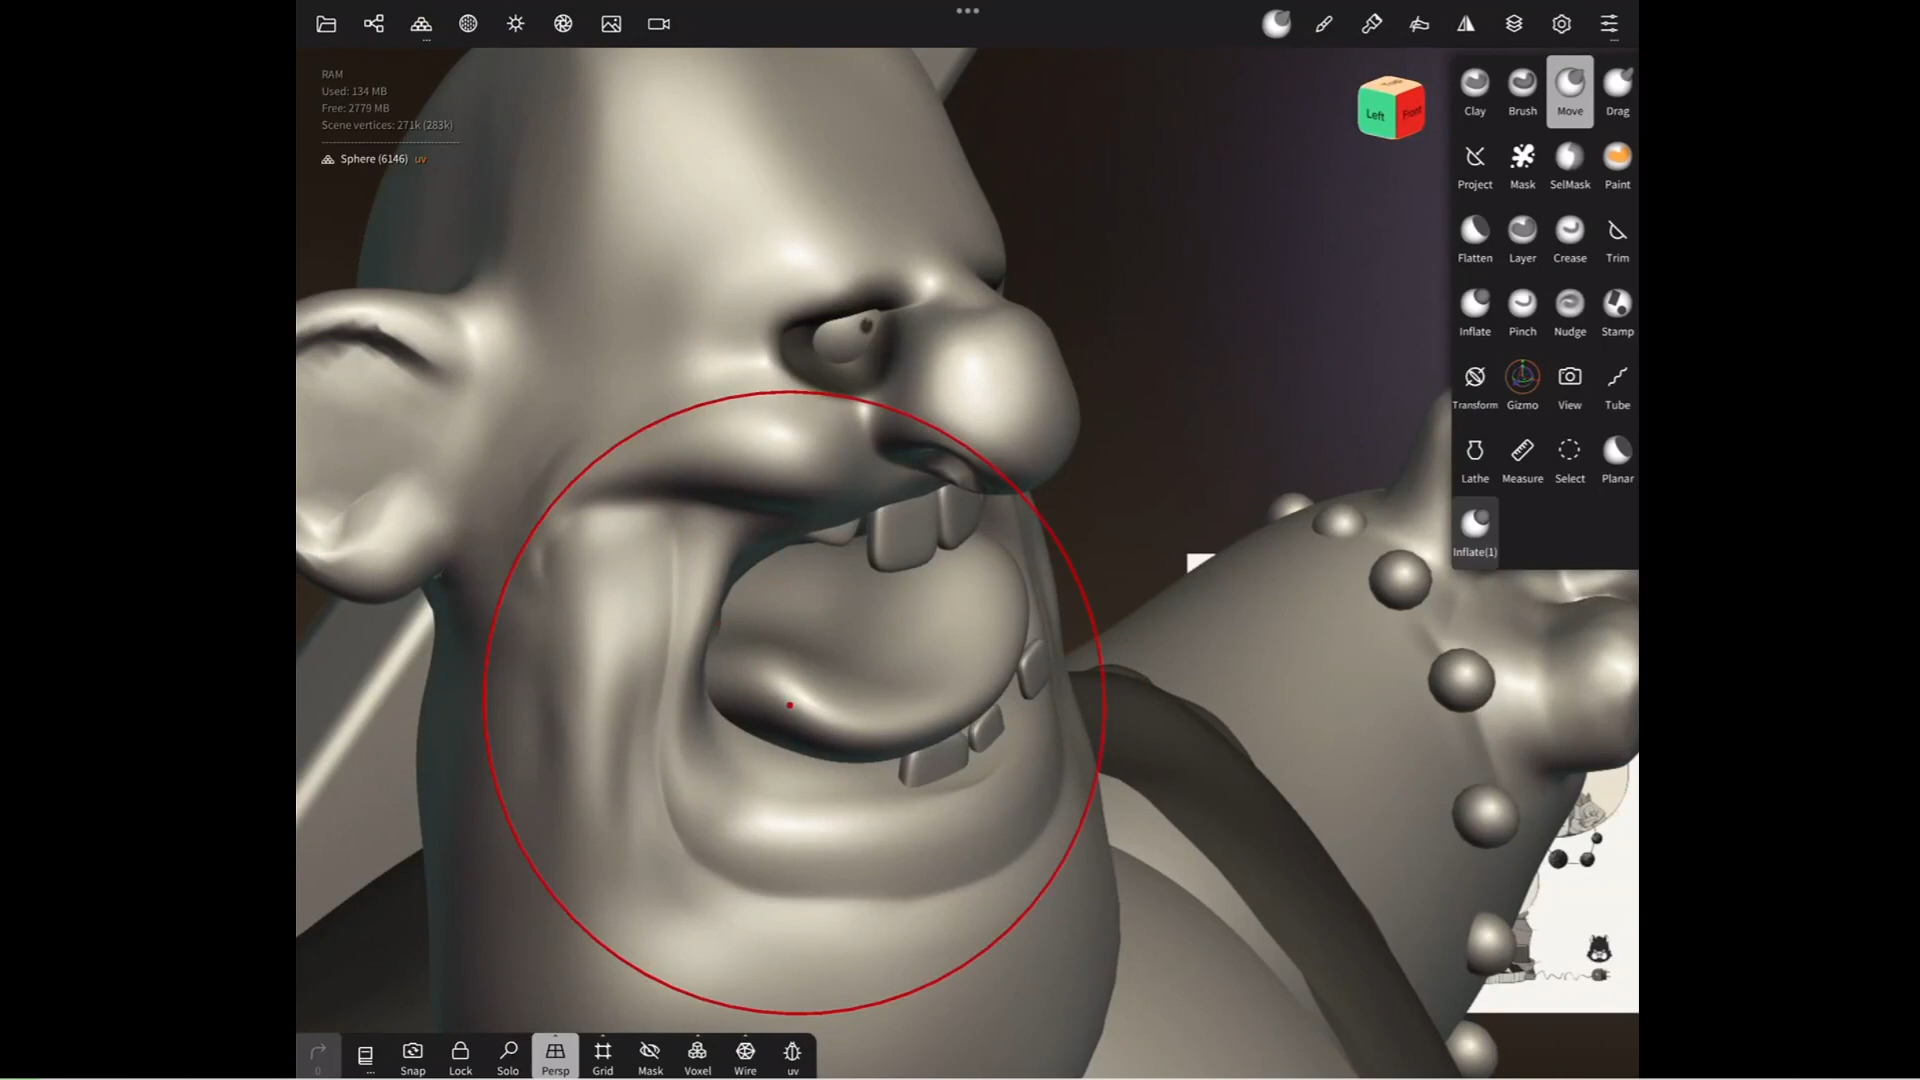 RAM
Used: 134 MB
Free: 2779 MB
Scene vertices: 271k (283k)
Sphere (6146) uv
Left
Front
Clay Brush Move Drag
Project Mask SelMask Paint
Flatten Layer Crease Trim
Inflate Pinch Nudge Stamp
Transform Gizmo View Tube
Lathe Measure Select Planar
Inflate(1)
0 Snap Lock Solo Persp Grid Mask Voxel Wire uv